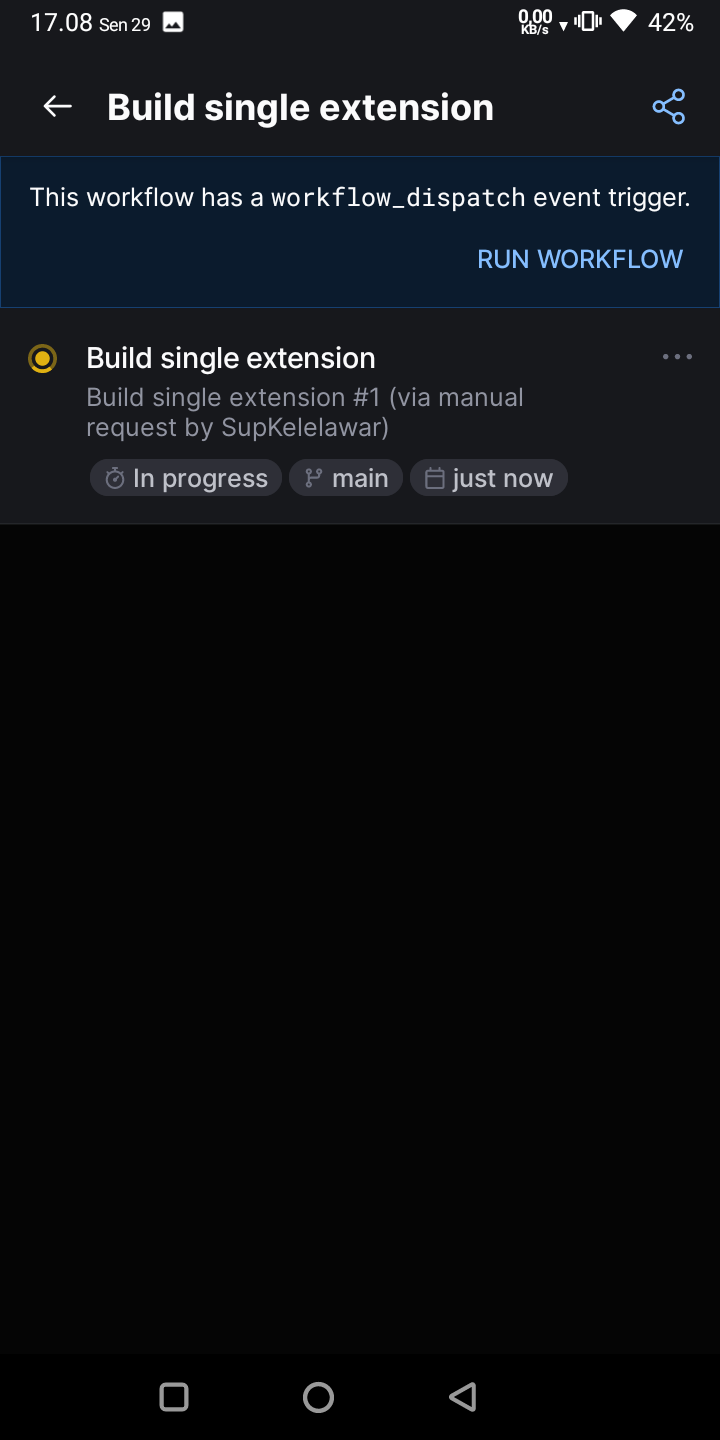 17.08 Sen 29 0,00 KB/s 42%
Build single extension
This workflow has a workflow_dispatch event trigger.
RUN WORKFLOW
Build single extension
Build single extension #1 (via manual
request by SupKelelawar)
In progress main just now